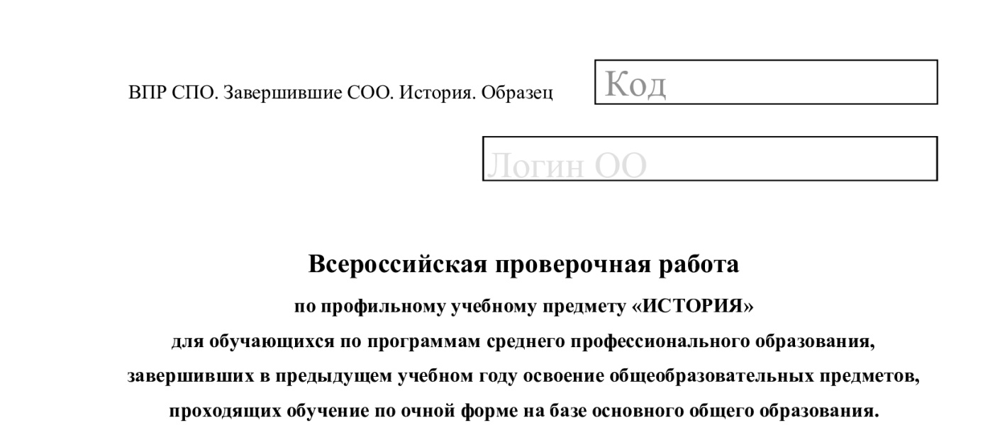 ВПР СПО. Завершившие СОО. История. Образец
Код
Логин ОО
Всероссийская проверочная работа
по профильному учебному предмету «ИСТОРИЯ»
для обучающихся по программам среднего профессионального образования,
завершивших в предыдущем учебном году освоение общеобразовательных предметов,
проходящих обучение по очной форме на базе основного общего образования.